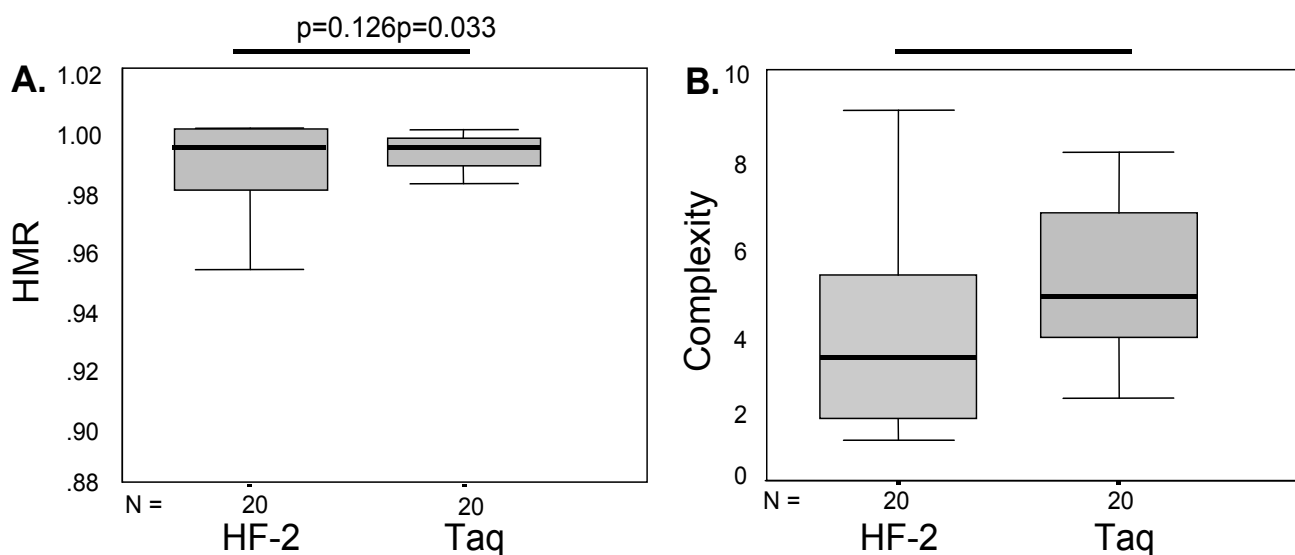 p=0.126p=0.033
A.
1.02
1.00
.98
.96
.94
.92
.90
.88
HMR
N =
20
20
HF-2
Taq
B.
10
8
6
4
2
0
Complexity
N =
20
20
HF-2
Taq